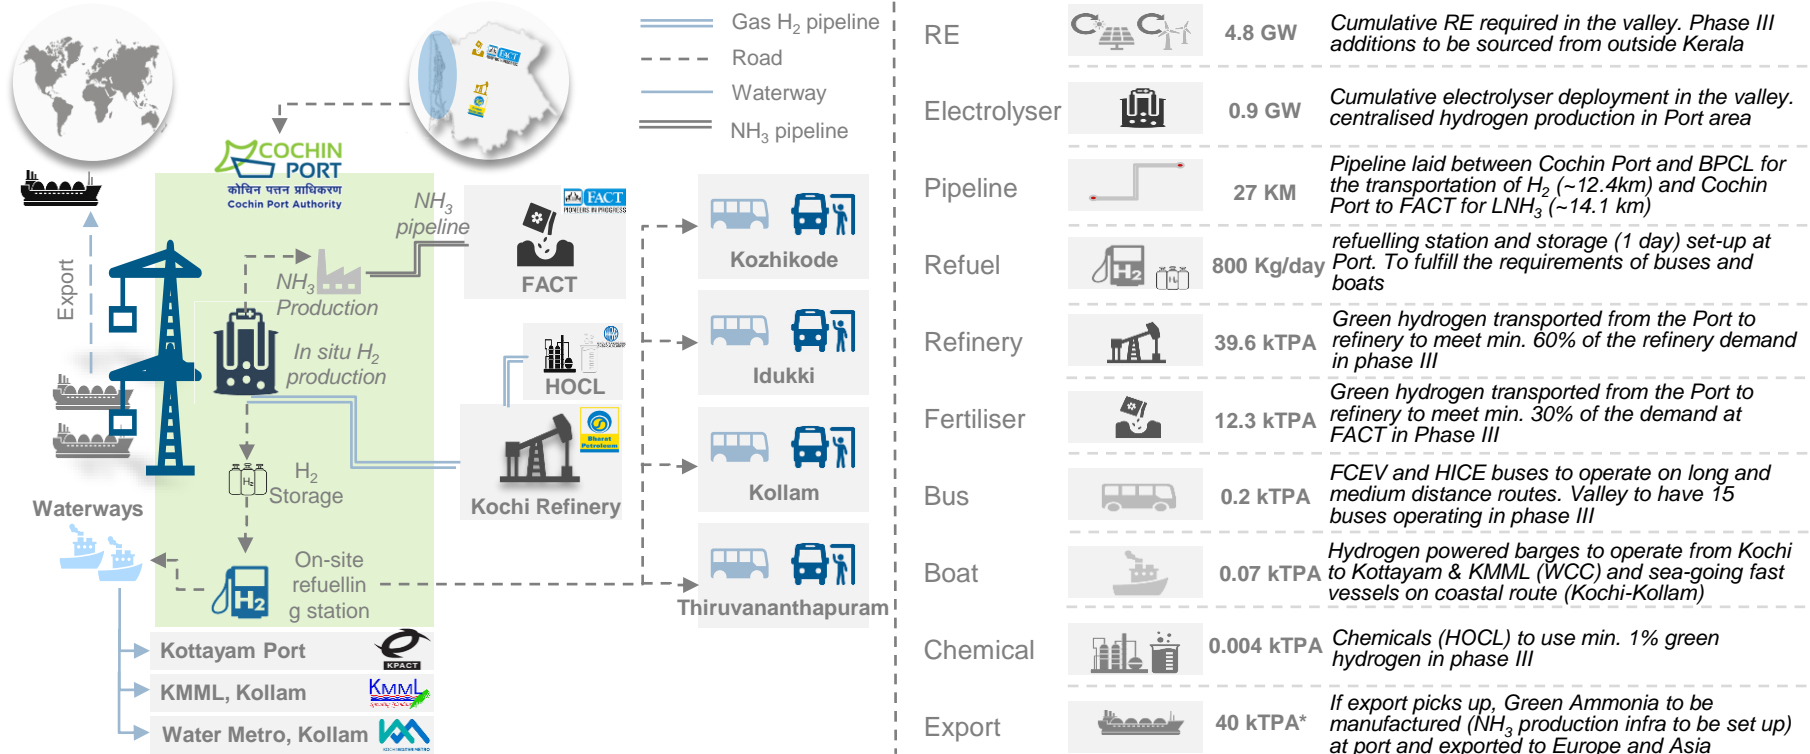 Gas H₂ pipeline
Road
Waterway
NH₃ pipeline
COCHIN
PORT
कोचिन पत्तन प्राधिकरण
Cochin Port Authority
Export
NH₃
pipeline
NH₃
Production
In situ H₂
production
H₂
Storage
H₂
On-site
refuellin
g station
Waterways
Kottayam Port
KPACT
KMML, Kollam
KMML
Water Metro, Kollam
FACT
PIONEERS IN PROGRESS
FACT
HOCL
Bharat
Petroleum
Kochi Refinery
Kozhikode
Idukki
Kollam
Thiruvananthapuram
RE
4.8 GW
Cumulative RE required in the valley. Phase III
additions to be sourced from outside Kerala
Electrolyser
0.9 GW
Cumulative electrolyser deployment in the valley.
centralised hydrogen production in Port area
Pipeline
27 KM
Pipeline laid between Cochin Port and BPCL for
the transportation of H₂ (~12.4km) and Cochin
Port to FACT for LNH₃ (~14.1 km)
Refuel
H₂
800 Kg/day
refuelling station and storage (1 day) set-up at
Port. To fulfill the requirements of buses and
boats
Refinery
39.6 kTPA
Green hydrogen transported from the Port to
refinery to meet min. 60% of the refinery demand
in phase III
Fertiliser
12.3 kTPA
Green hydrogen transported from the Port to
refinery to meet min. 30% of the demand at
FACT in Phase III
Bus
0.2 kTPA
FCEV and HICE buses to operate on long and
medium distance routes. Valley to have 15
buses operating in phase III
Boat
0.07 kTPA
Hydrogen powered barges to operate from Kochi
to Kottayam & KMML (WCC) and sea-going fast
vessels on coastal route (Kochi-Kollam)
Chemical
0.004 kTPA
Chemicals (HOCL) to use min. 1% green
hydrogen in phase III
Export
40 kTPA*
If export picks up, Green Ammonia to be
manufactured (NH₃ production infra to be set up)
at port and exported to Europe and Asia